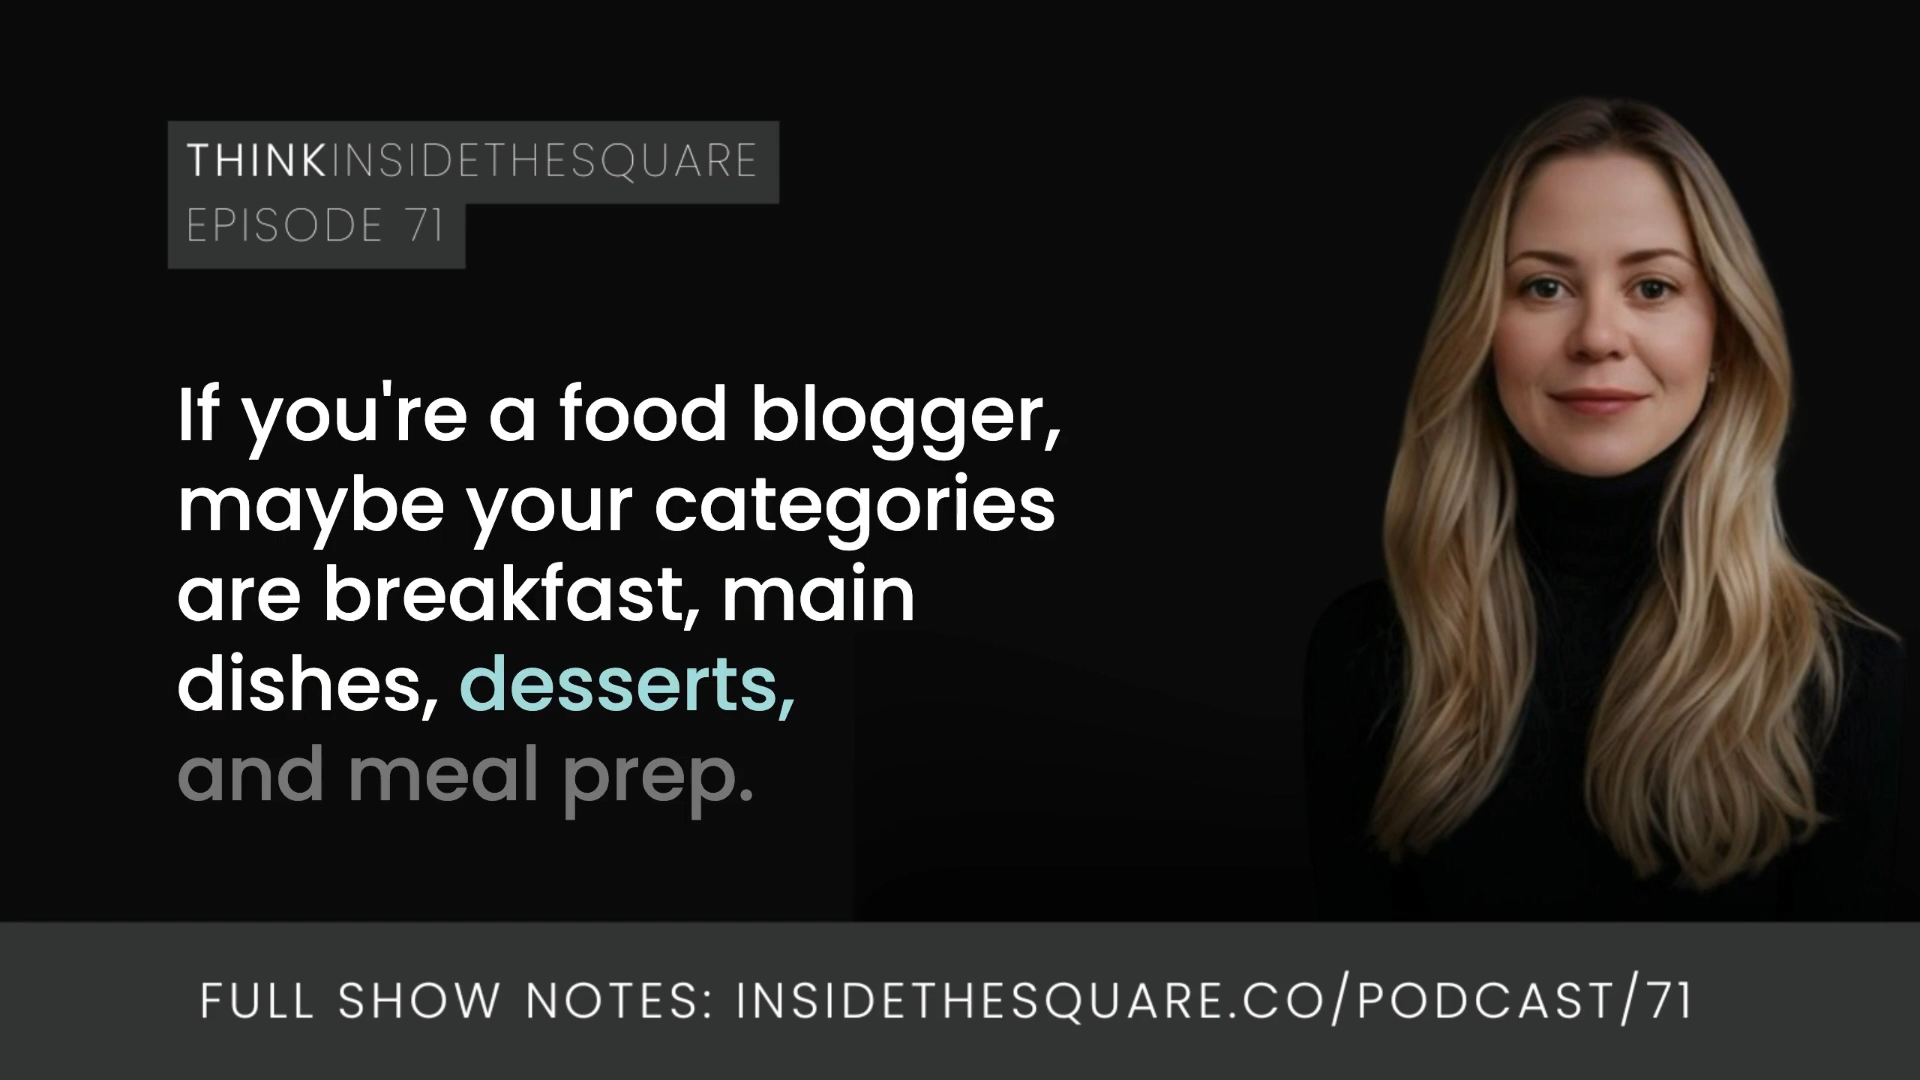 THINKINSIDETHESQUARE
EPISODE 71
If you're a food blogger,
maybe your categories
are breakfast, main
dishes, desserts,
and meal prep.
FULL SHOW NOTES: INSIDETHESQUARE.CO/PODCAST/71